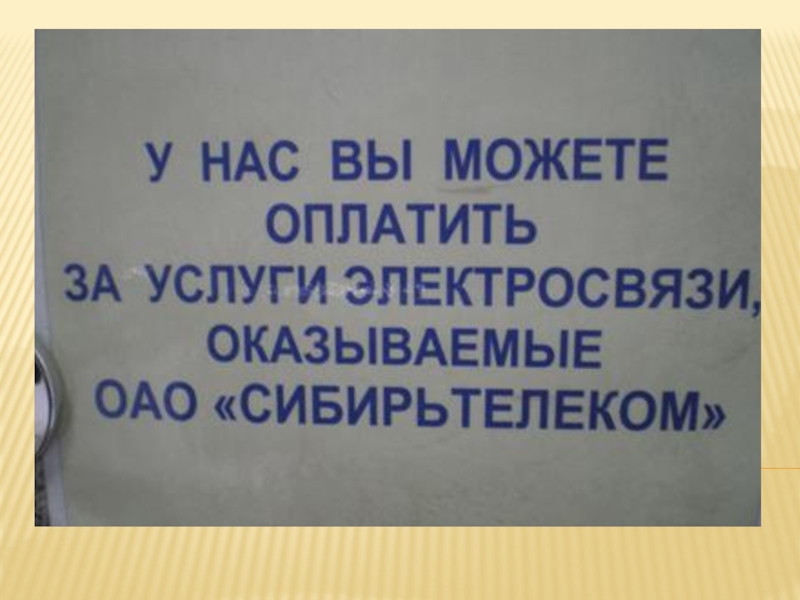 У НАС ВЫ МОЖЕТЕ
ОПЛАТИТЬ
ЗА УСЛУГИ ЭЛЕКТРОСВЯЗИ,
ОКАЗЫВАЕМЫЕ
ОАО «СИБИРЬТЕЛЕКОМ»